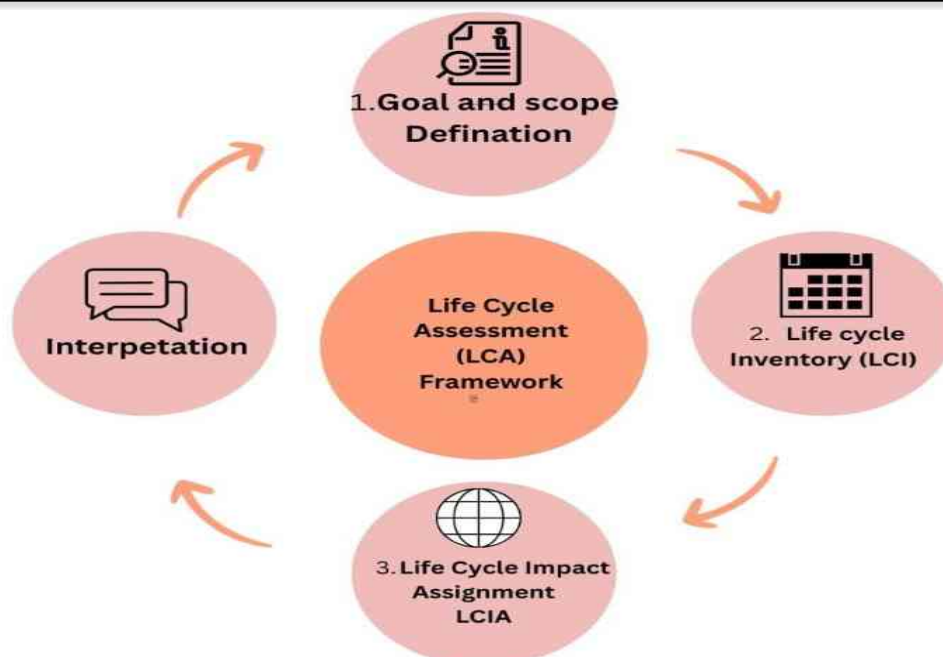 1.Goal and scope
Defination
Life Cycle
Assessment
(LCA)
Framework
2. Life cycle
Inventory (LCI)
3.Life Cycle Impact
Assignment
LCIA
Interpetation